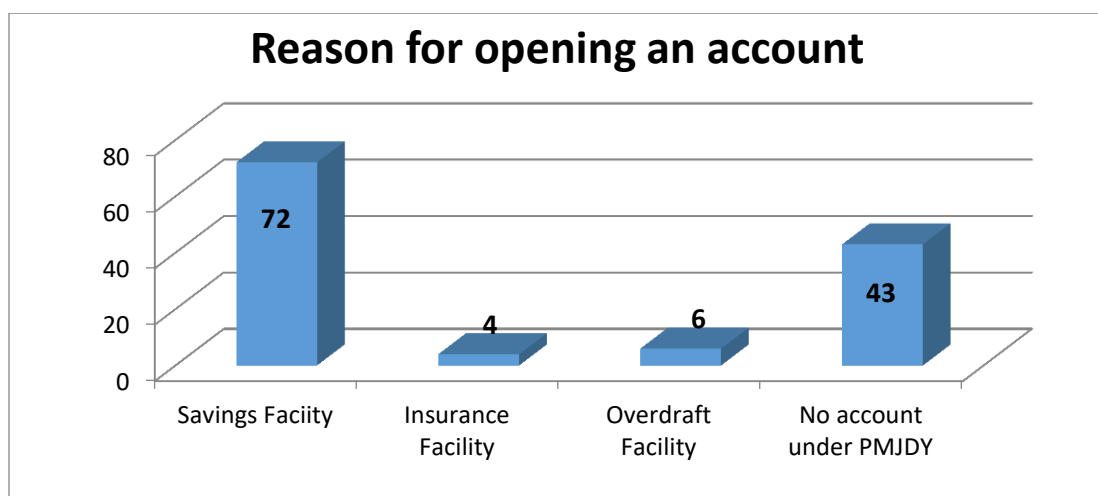 Reason for opening an account
80
60
40
20
0
72
4
6
43
Savings Faciity
Insurance
Facility
Overdraft
Facility
No account
under PMJDY